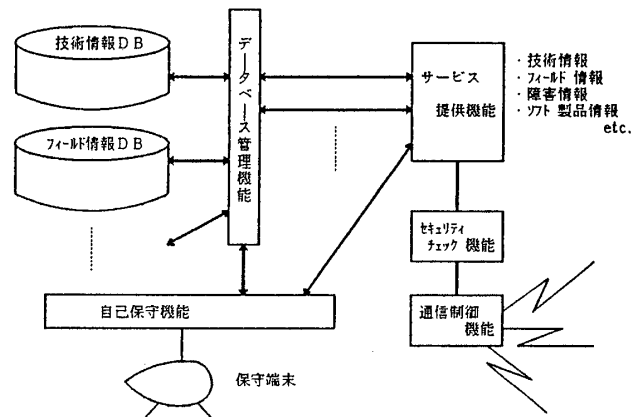 技術情報DB
フィールド情報DB
データベース管理機能
サービス
提供機能
・技術情報
・フィールド 情報
・障害情報
・ソフト 製品情報
etc.
セキュリティ
チェック 機能
通信制御
機能
自己保守機能
保守端末